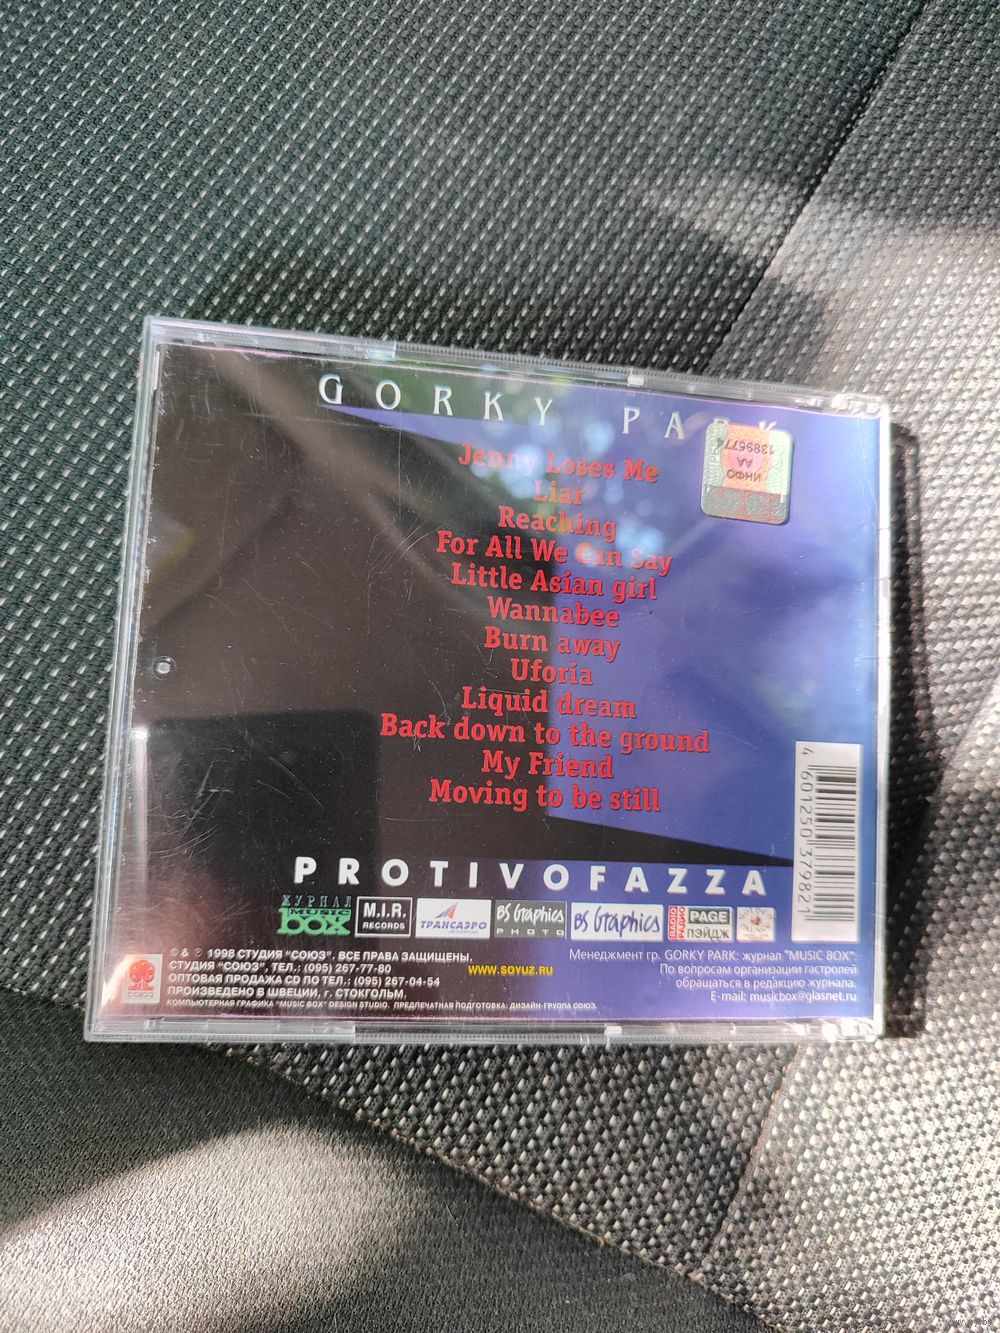 GORKY PARK
ИНФО
АА
1389574
Jenny Loses Me
Liar
Reaching
For All We Can Say
Little Asian girl
Wannabee
Burn away
Uforia
Liquid dream
Back down to the ground
My Friend
Moving to be still
4 601250 379821
PROTIVOFAZZA
ЖУРНАЛ
MUSIC
box
M.I.R.
RECORDS
ТРАНСАЭРО
BS Graphics
PHOTO
BS Graphics
RADIO
РАДИО
PAGE
ПЭЙДЖ
© & ℗ 1998 СТУДИЯ "СОЮЗ". ВСЕ ПРАВА ЗАЩИЩЕНЫ.
СТУДИЯ "СОЮЗ", ТЕЛ.: (095) 267-77-80
ОПТОВАЯ ПРОДАЖА CD ПО ТЕЛ.: (095) 267-04-54
ПРОИЗВЕДЕНО В ШВЕЦИИ, г. СТОКГОЛЬМ.
КОМПЬЮТЕРНАЯ ГРАФИКА "MUSIC BOX" DESIGN STUDIO. ПРЕДПЕЧАТНАЯ ПОДГОТОВКА: ДИЗАЙН-ГРУППА СОЮЗ.
СОЮЗ
www.soyuz.ru
Менеджмент гр. GORKY PARK: журнал "MUSIC BOX".
По вопросам организации гастролей
обращаться в редакцию журнала.
E-mail: musicbox@glasnet.ru